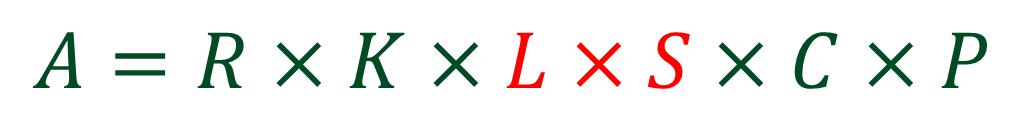 A = R × K × L × S × C × P